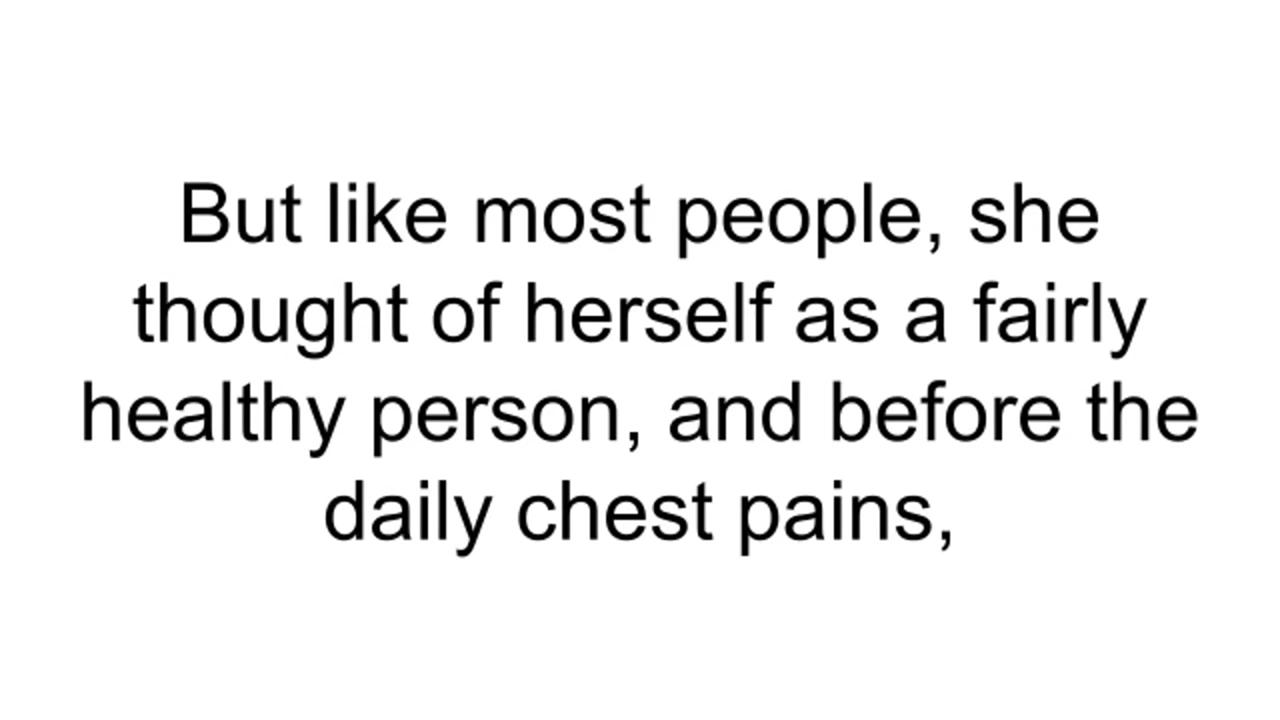 But like most people, she
thought of herself as a fairly
healthy person, and before the
daily chest pains,